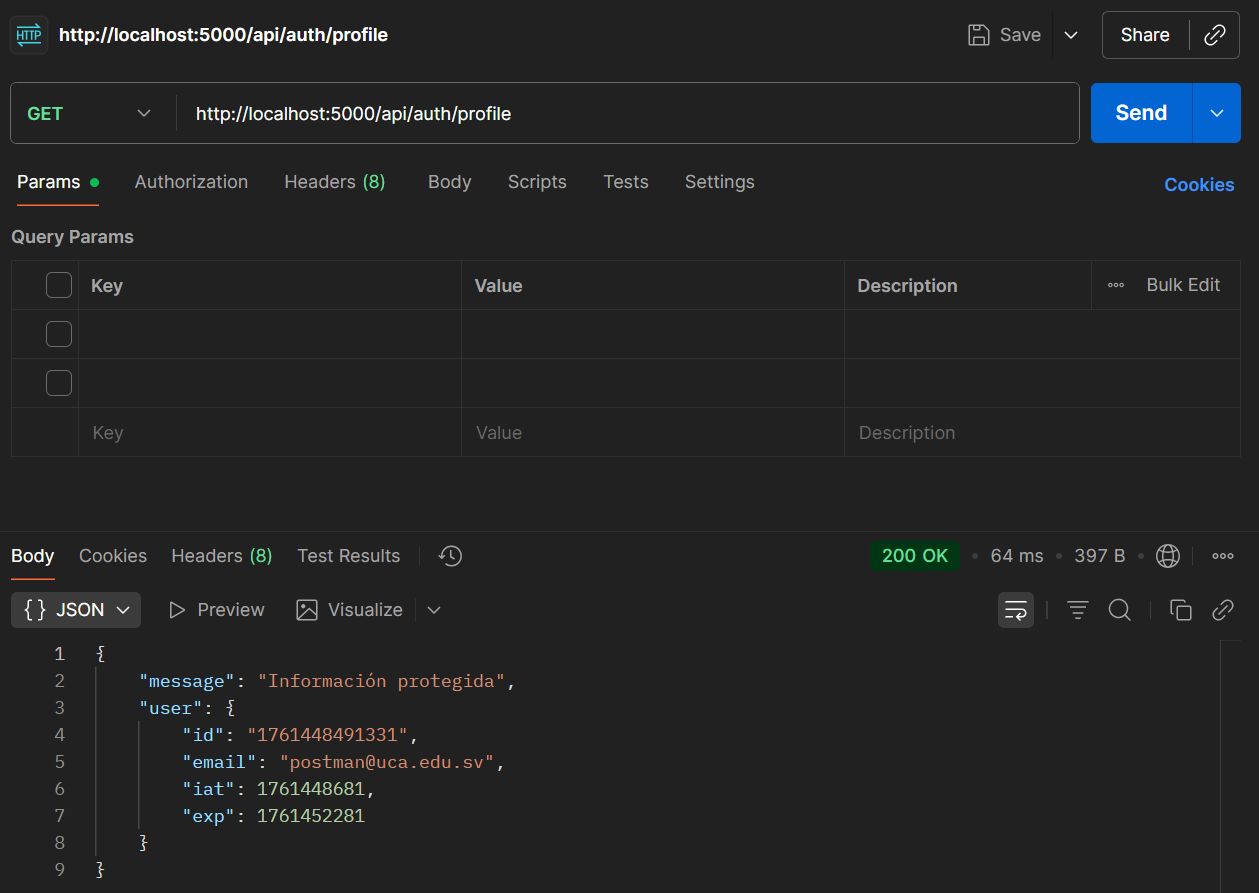 HTTP http://localhost:5000/api/auth/profile Save Share
GET http://localhost:5000/api/auth/profile Send
Params Authorization Headers (8) Body Scripts Tests Settings Cookies
Query Params
Key Value Description Bulk Edit
Key Value Description
Body Cookies Headers (8) Test Results 200 OK • 64 ms • 397 B •
{} JSON Preview Visualize
1 {
2 "message": "Información protegida",
3 "user": {
4 "id": "1761448491331",
5 "email": "postman@uca.edu.sv",
6 "iat": 1761448681,
7 "exp": 1761452281
8 }
9 }